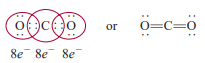 Ö::C::Ö or Ö=C=Ö
8e⁻ 8e⁻ 8e⁻